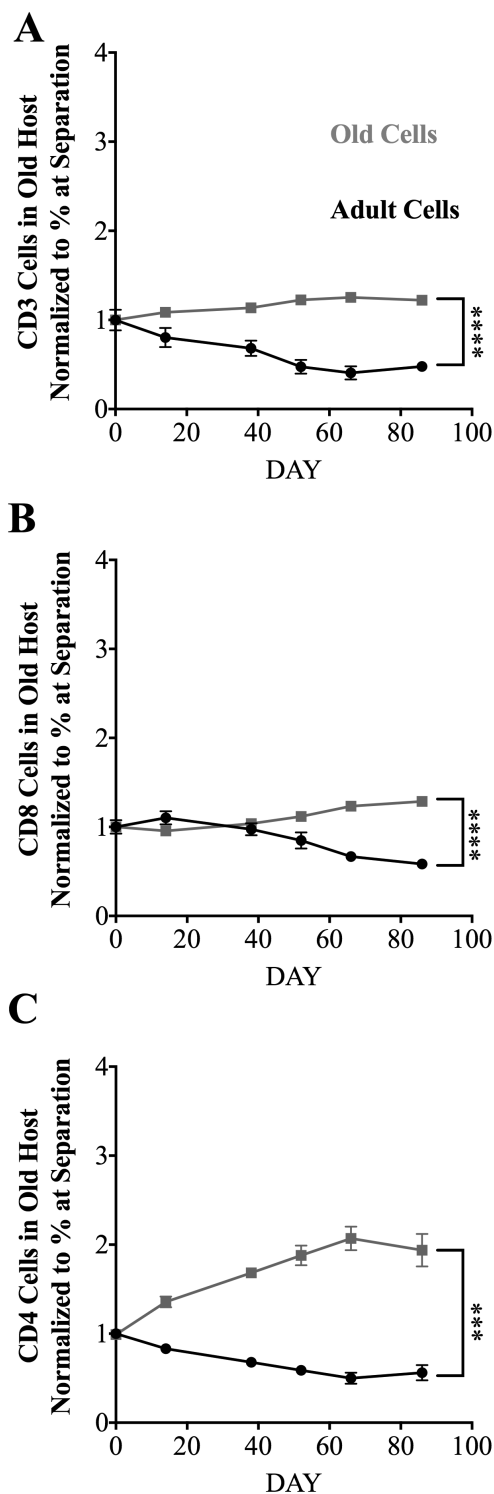 A
CD3 Cells in Old Host
Normalized to % at Separation
4
3
2
1
0
Old Cells
Adult Cells
****
0 20 40 60 80 100
DAY
B
CD8 Cells in Old Host
Normalized to % at Separation
4
3
2
1
0
****
0 20 40 60 80 100
DAY
C
CD4 Cells in Old Host
Normalized to % at Separation
4
3
2
1
0
***
0 20 40 60 80 100
DAY